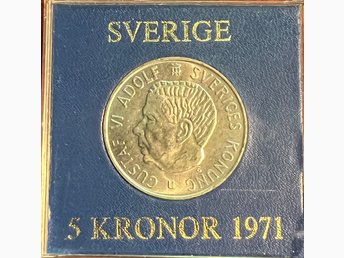 SVERIGE
GUSTAF VI ADOLF SVERIGES KONUNG
U
5 KRONOR 1971